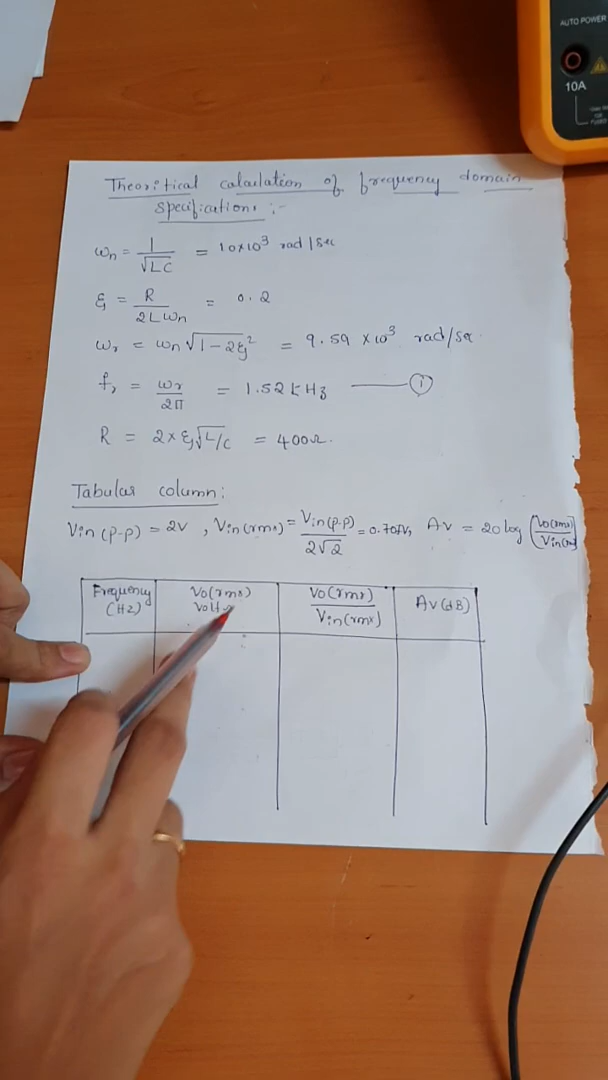 AUTO POWER
10A
Theoritical calculation of frequency domain
specifications :-
ωn = 1/√LC = 10×10³ rad/sec
ξ = R/2Lωn = 0.2
ωr = ωn √1-2ξ² = 9.59 ×10³ rad/sec.
fr = ωr/2π = 1.52 kHz ——— ①
R = 2×ξ√L/C = 400Ω.
Tabular column:
Vin (p-p) = 2V , Vin(rms) = Vin(p-p)/2√2 = 0.707V, Av = 20 log (Vo(rms)/Vin(rms)
Frequency (Hz) Vo(rms) Volts Vo(rms)/Vin(rms) Av (dB)